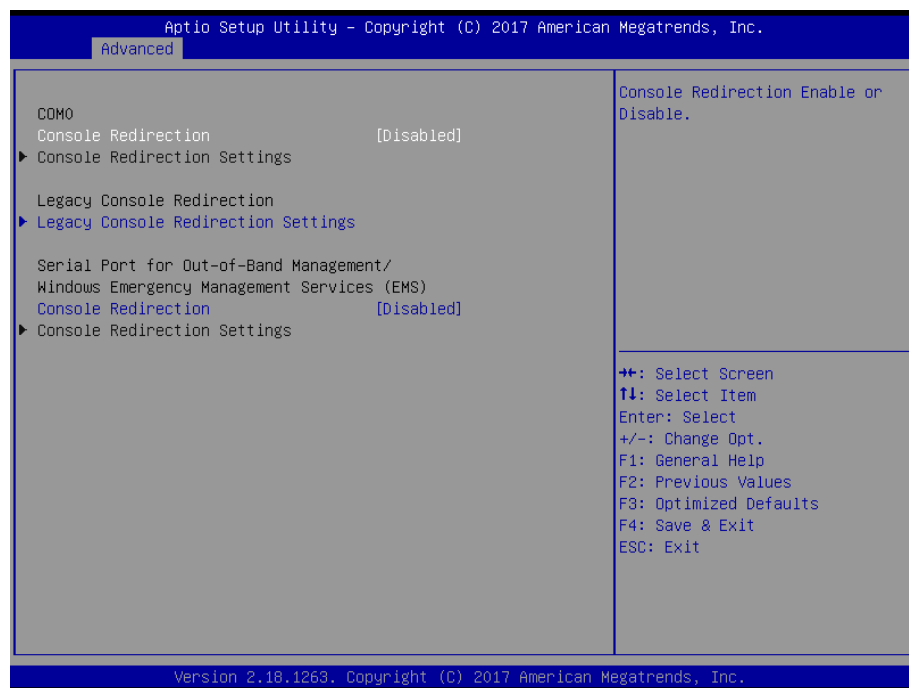 Aptio Setup Utility – Copyright (C) 2017 American Megatrends, Inc.
Advanced
COM0
Console Redirection [Disabled]
Console Redirection Settings
Legacy Console Redirection
Legacy Console Redirection Settings
Serial Port for Out-of-Band Management/
Windows Emergency Management Services (EMS)
Console Redirection [Disabled]
Console Redirection Settings
Console Redirection Enable or
Disable.
→←: Select Screen
↑↓: Select Item
Enter: Select
+/-: Change Opt.
F1: General Help
F2: Previous Values
F3: Optimized Defaults
F4: Save & Exit
ESC: Exit
Version 2.18.1263. Copyright (C) 2017 American Megatrends, Inc.